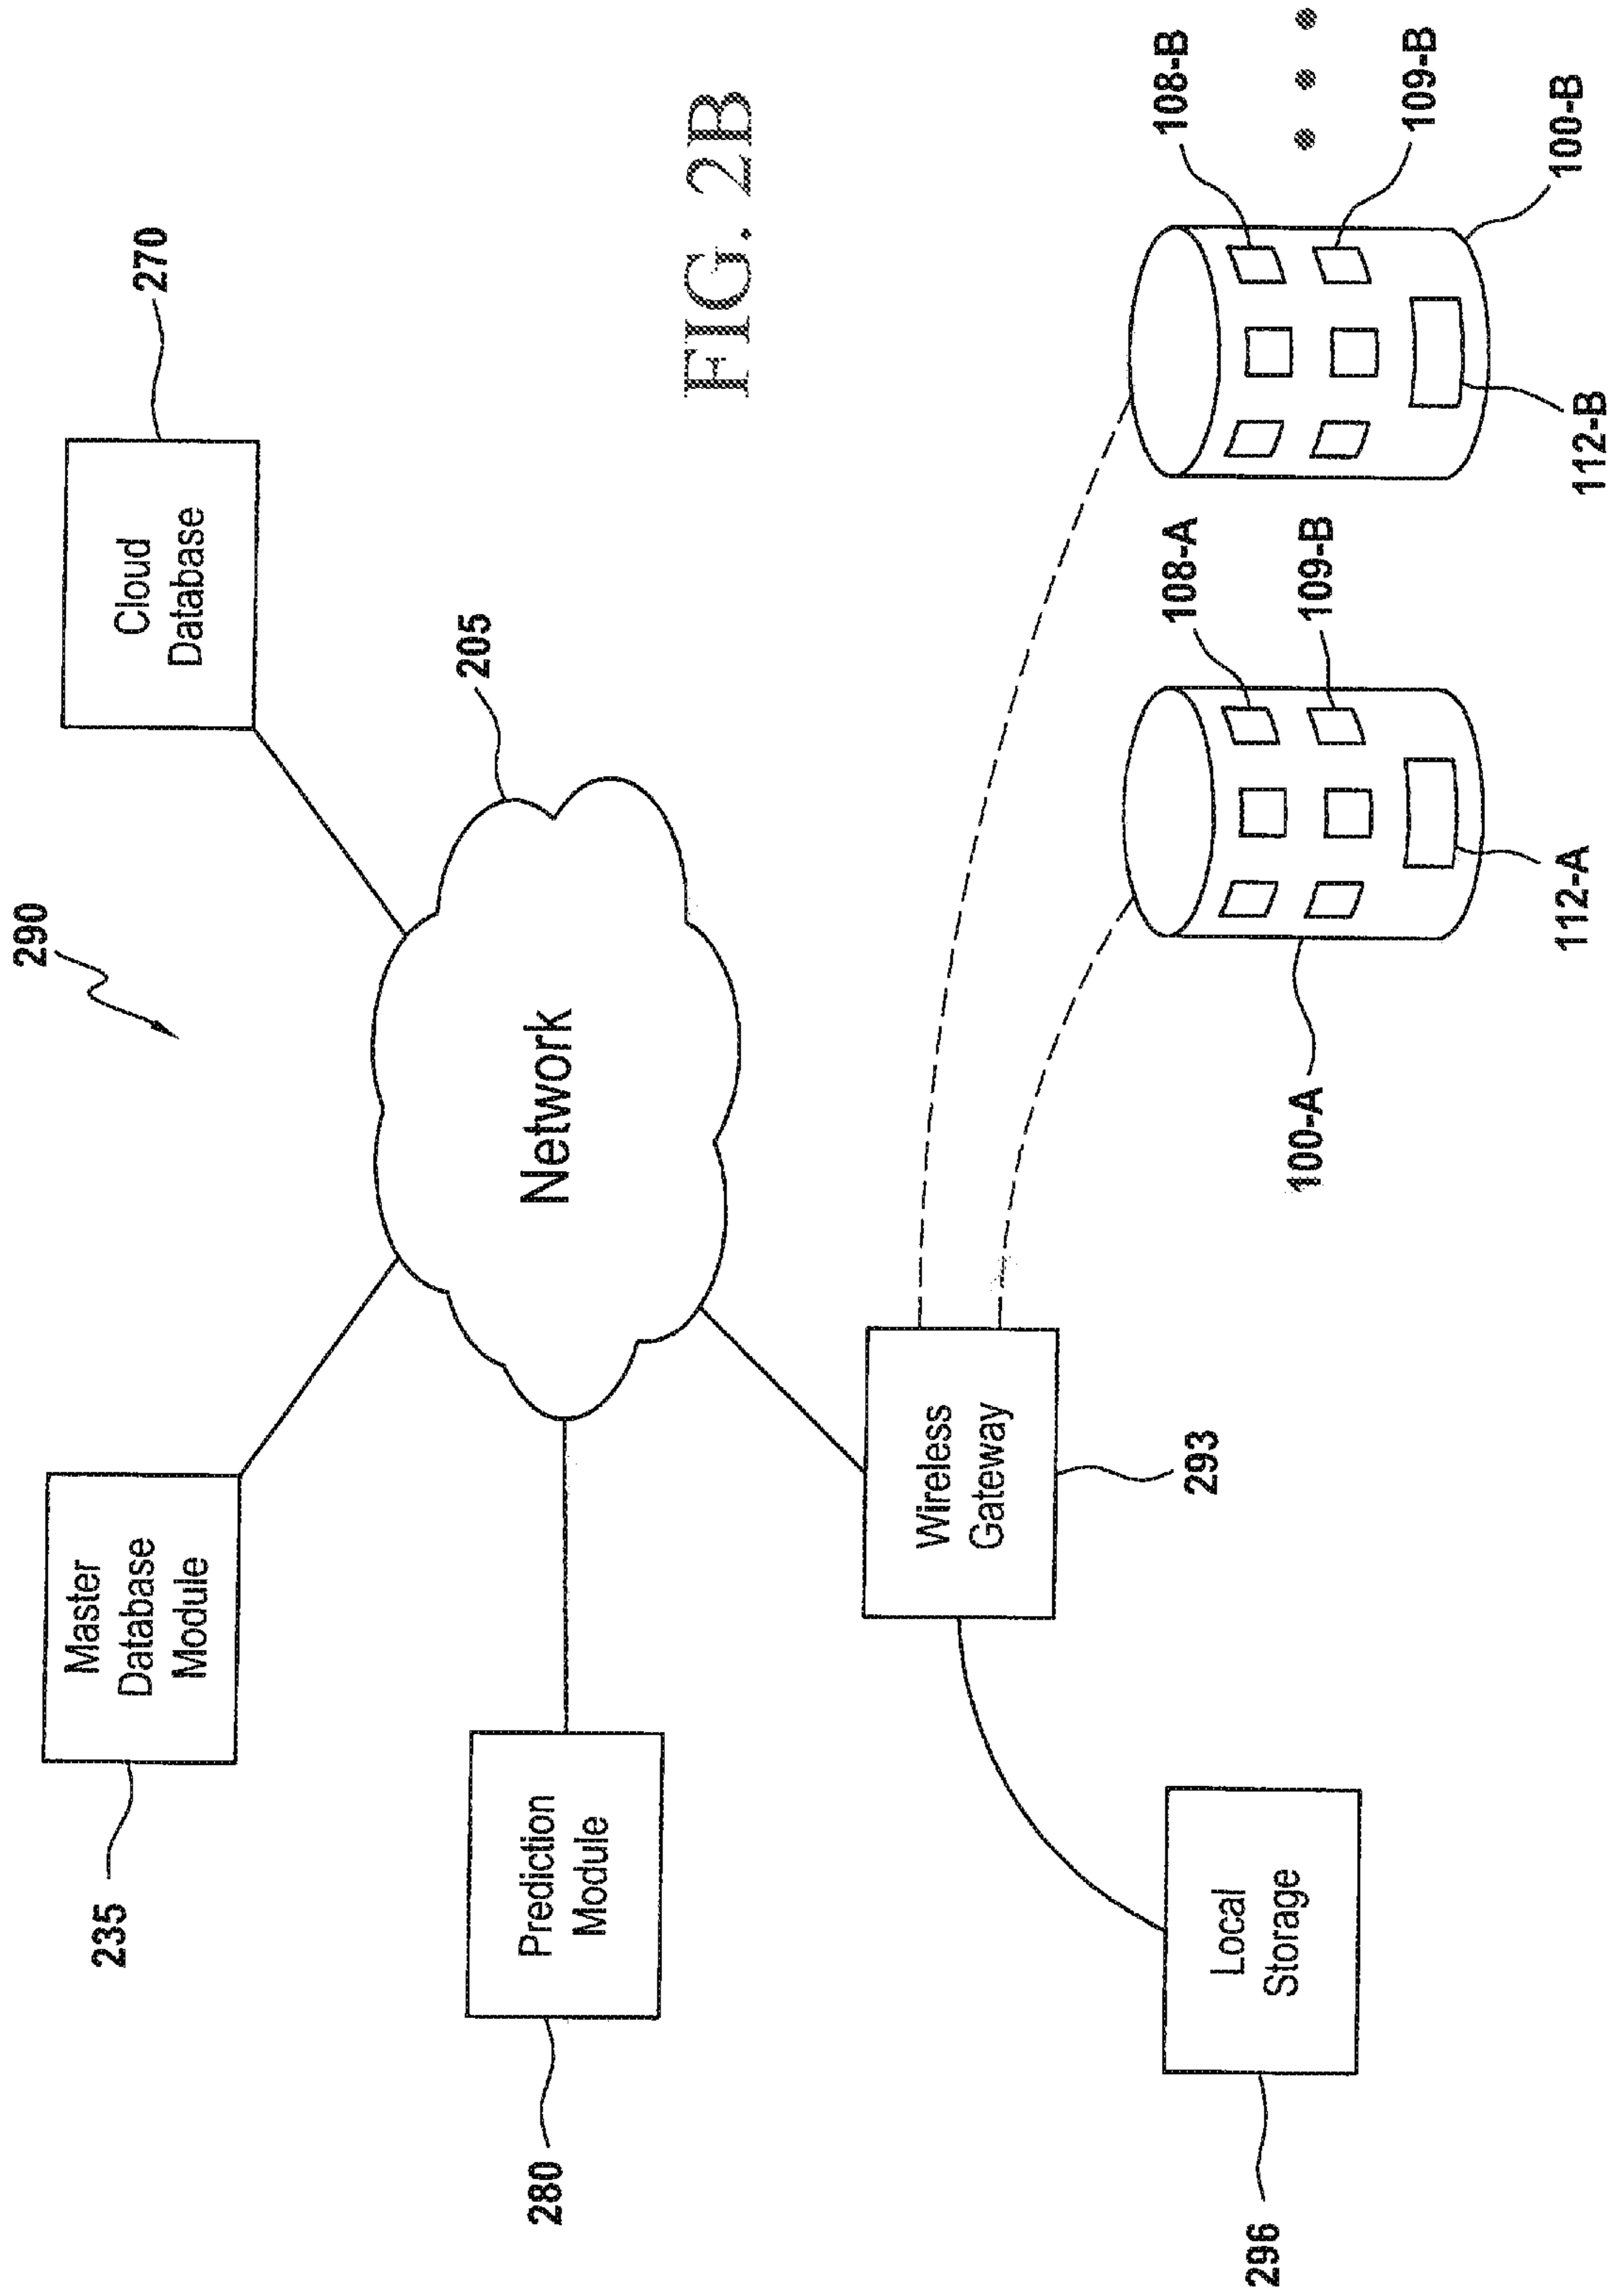 290
235
Master
Database
Module
Cloud
Database
270
205
280
Prediction
Module
Network
FIG. 2B
Wireless
Gateway
293
296
Local
Storage
100-A
108-A
109-B
112-A
108-B
109-B
100-B
112-B